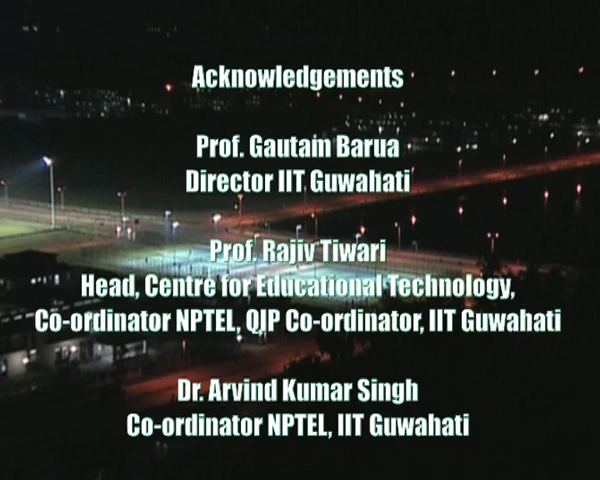 Acknowledgements
Prof. Gautam Barua
Director IIT Guwahati
Prof. Rajiv Tiwari
Head, Centre for Educational Technology,
Co-ordinator NPTEL, QIP Co-ordinator, IIT Guwahati
Dr. Arvind Kumar Singh
Co-ordinator NPTEL, IIT Guwahati